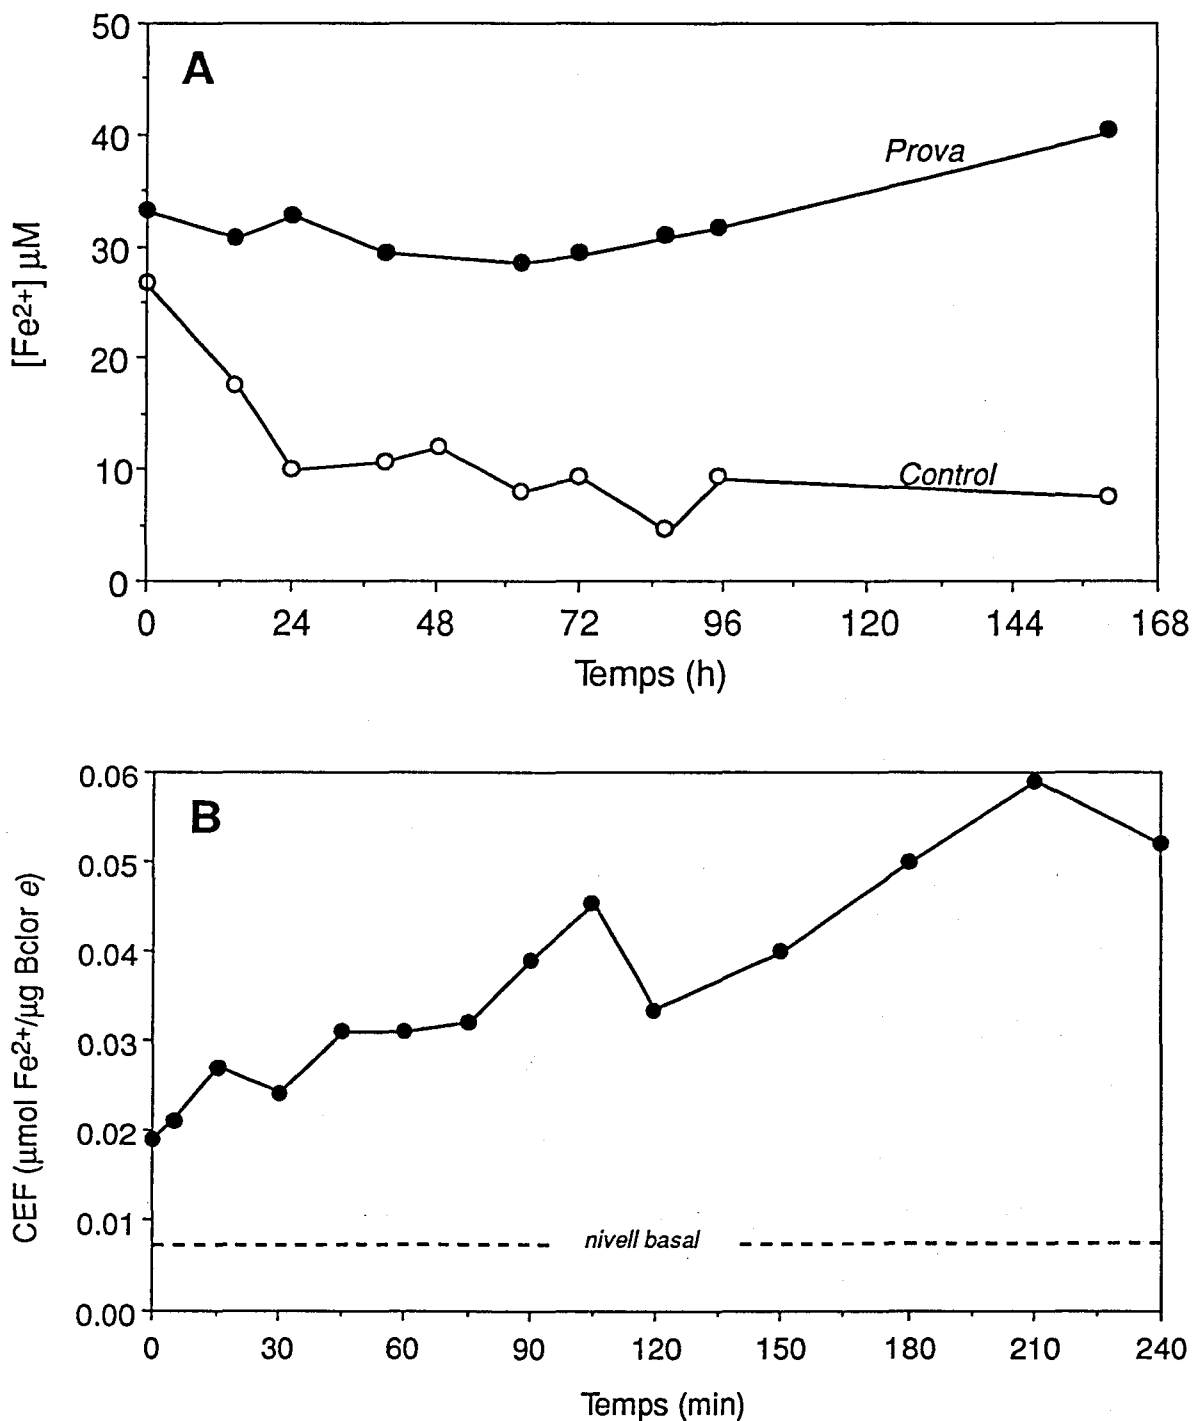 50
A
40
Prova
30
[Fe2+] µM
20
10
Control
0
0 24 48 72 96 120 144 168
Temps (h)
0.06
B
0.05
0.04
0.03
CEF (µmol Fe2+/µg Bclor e)
0.02
0.01
nivell basal
0.00
0 30 60 90 120 150 180 210 240
Temps (min)